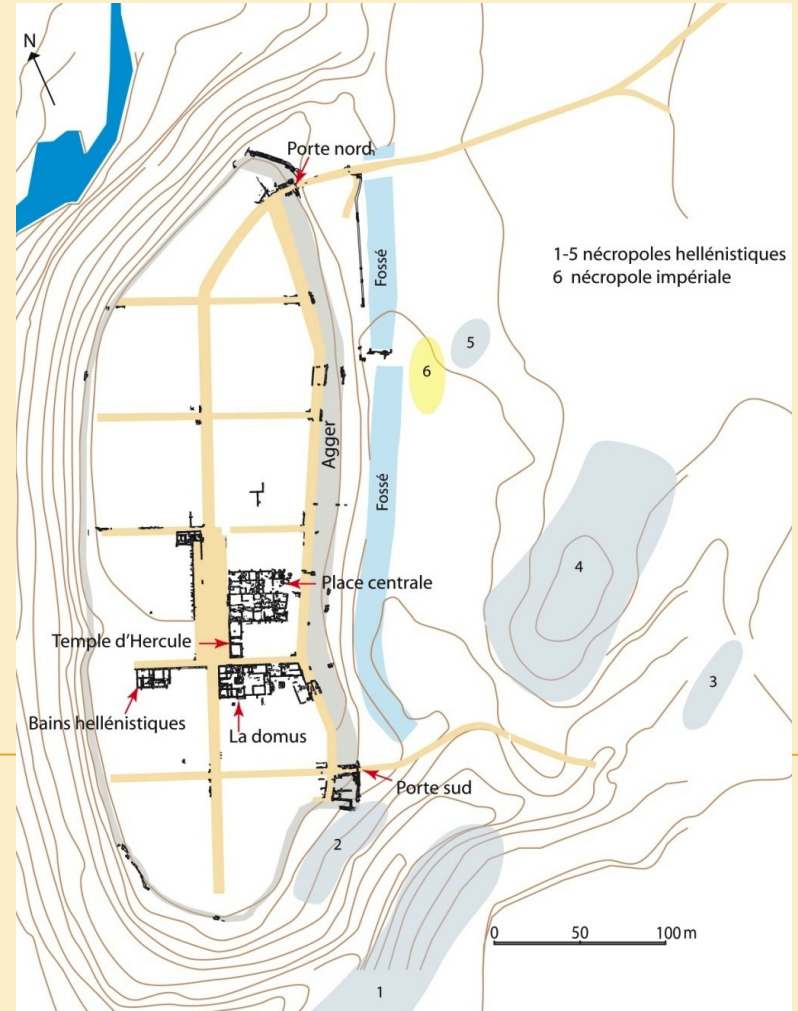 N
Porte nord
Fossé
1-5 nécropoles hellénistiques
6 nécropole impériale
5
6
Agger
Fossé
4
Place centrale
Temple d'Hercule
3
Bains hellénistiques
La domus
Porte sud
2
0 50 100 m
1